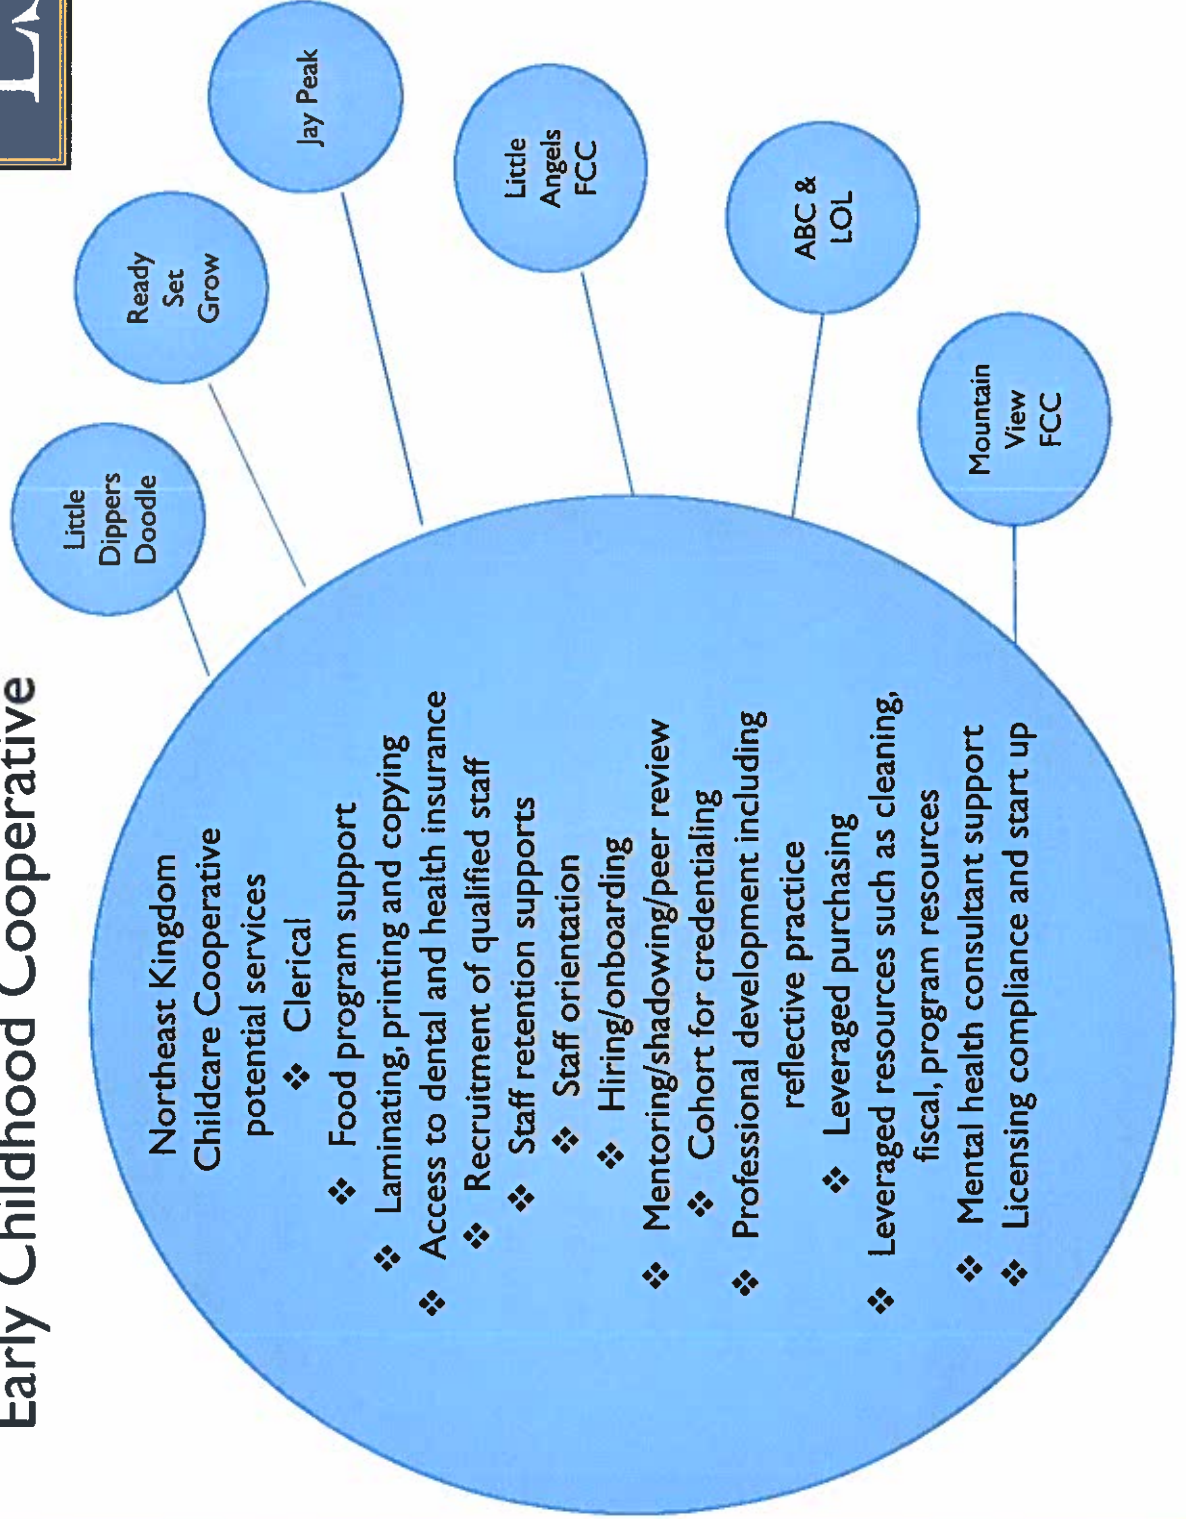 Early Childhood Cooperative
Northeast Kingdom
Childcare Cooperative
potential services
❖ Clerical
❖ Food program support
❖ Laminating, printing and copying
❖ Access to dental and health insurance
❖ Recruitment of qualified staff
❖ Staff retention supports
❖ Staff orientation
❖ Hiring/onboarding
❖ Mentoring/shadowing/peer review
❖ Cohort for credentialing
❖ Professional development including
reflective practice
❖ Leveraged purchasing
❖ Leveraged resources such as cleaning,
fiscal, program resources
❖ Mental health consultant support
❖ Licensing compliance and start up
Little
Dippers
Doodle
Ready
Set
Grow
Jay Peak
Little
Angels
FCC
ABC &
LOL
Mountain
View
FCC